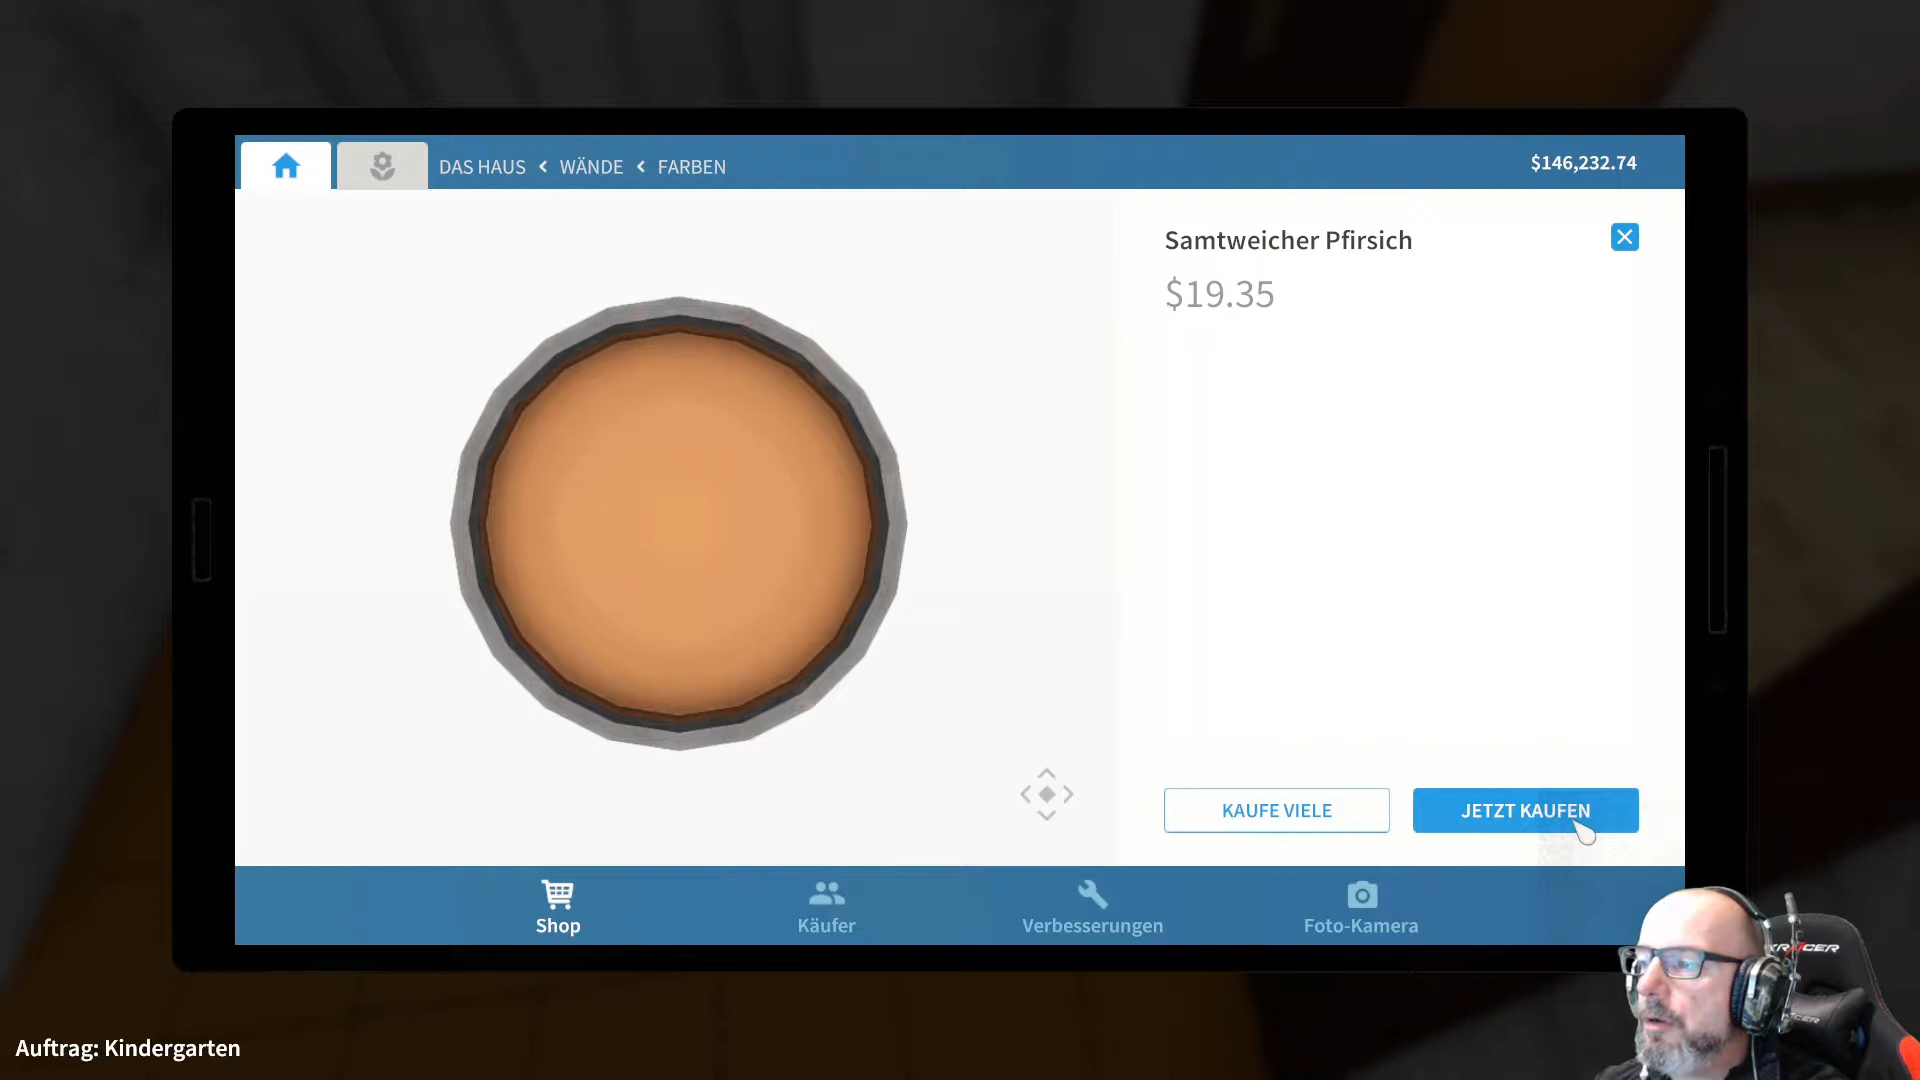 DAS HAUS < WÄNDE < FARBEN
$146,232.74
Samtweicher Pfirsich
$19.35
KAUFE VIELE
JETZT KAUFEN
Shop
Käufer
Verbesserungen
Foto-Kamera
Auftrag: Kindergarten